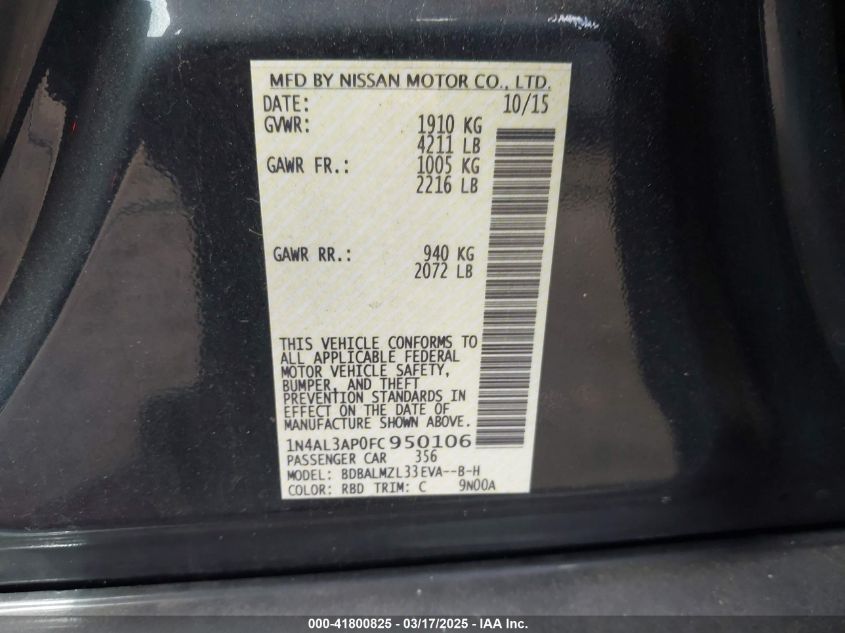 MFD BY NISSAN MOTOR CO., LTD.
DATE: 10/15
GVWR: 1910 KG
4211 LB
GAWR FR.: 1005 KG
2216 LB
GAWR RR.: 940 KG
2072 LB
THIS VEHICLE CONFORMS TO
ALL APPLICABLE FEDERAL
MOTOR VEHICLE SAFETY,
BUMPER, AND THEFT
PREVENTION STANDARDS IN
EFFECT ON THE DATE OF
MANUFACTURE SHOWN ABOVE.
1N4AL3AP0FC950106
PASSENGER CAR 356
MODEL: BDBALMZL33EVA--B-H
COLOR: RBD TRIM: C 9N00A
000-41800825 - 03/17/2025 - IAA Inc.